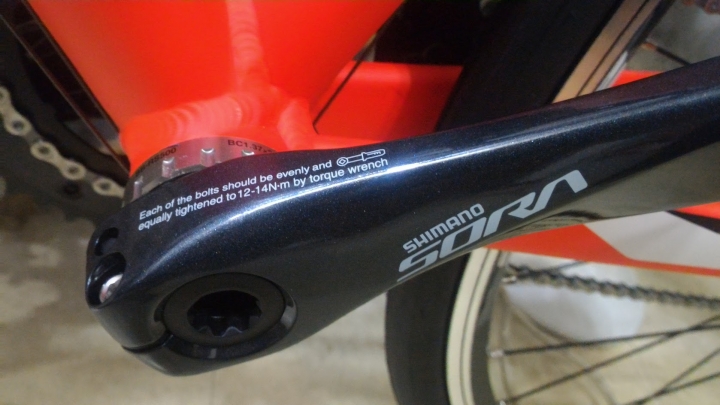 BC1.37
Each of the bolts should be evenly and
equally tightened to 12-14N·m by torque wrench
SHIMANO
SORA